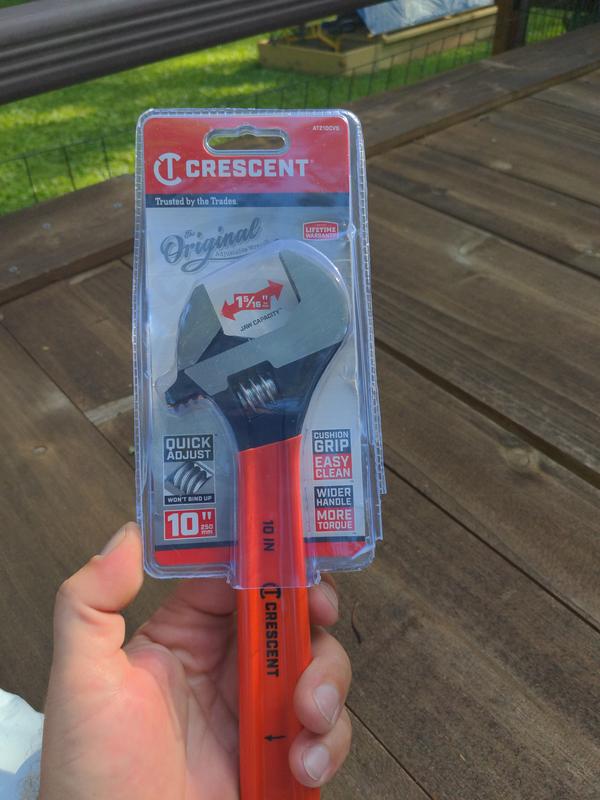 AT210CVS
CRESCENT®
Trusted by the Trades.
The
Original
LIFETIME
WARRANTY
1 5/16"
JAW CAPACITY
QUICK
ADJUST
WON'T BIND UP
10"
250
mm
CUSHION
GRIP
EASY
CLEAN
WIDER
HANDLE
MORE
TORQUE
10 IN
CRESCENT